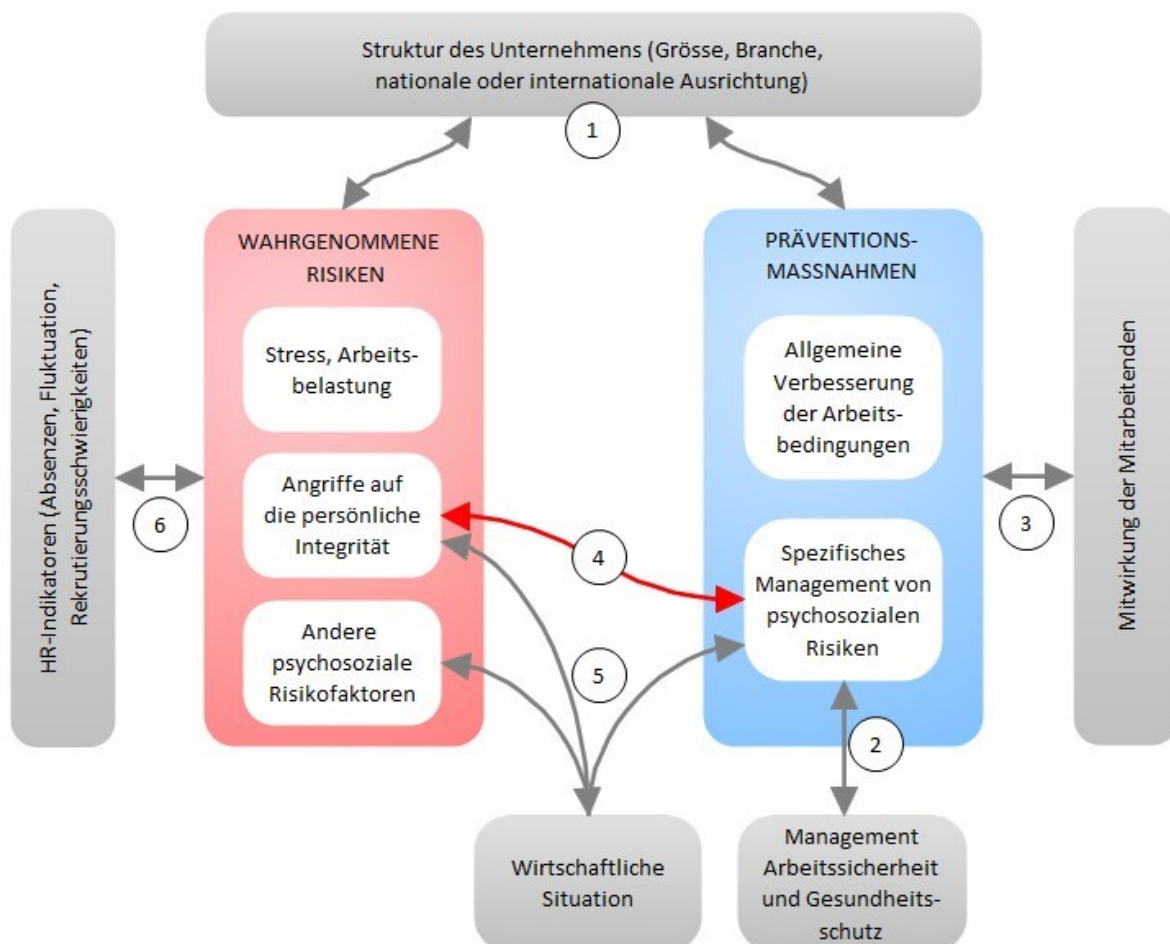 Struktur des Unternehmens (Grösse, Branche,
nationale oder internationale Ausrichtung)
1
HR-Indikatoren (Absenzen, Fluktuation,
Rekrutierungsschwierigkeiten)
6
WAHRGENOMMENE
RISIKEN
Stress, Arbeits-
belastung
Angriffe auf
die persönliche
Integrität
Andere
psychosoziale
Risikofaktoren
4
5
PRÄVENTIONS-
MASSNAHMEN
Allgemeine
Verbesserung
der Arbeits-
bedingungen
Spezifisches
Management von
psychosozialen
Risiken
2
3
Mitwirkung der Mitarbeitenden
Wirtschaftliche
Situation
Management
Arbeitssicherheit
und Gesundheits-
schutz